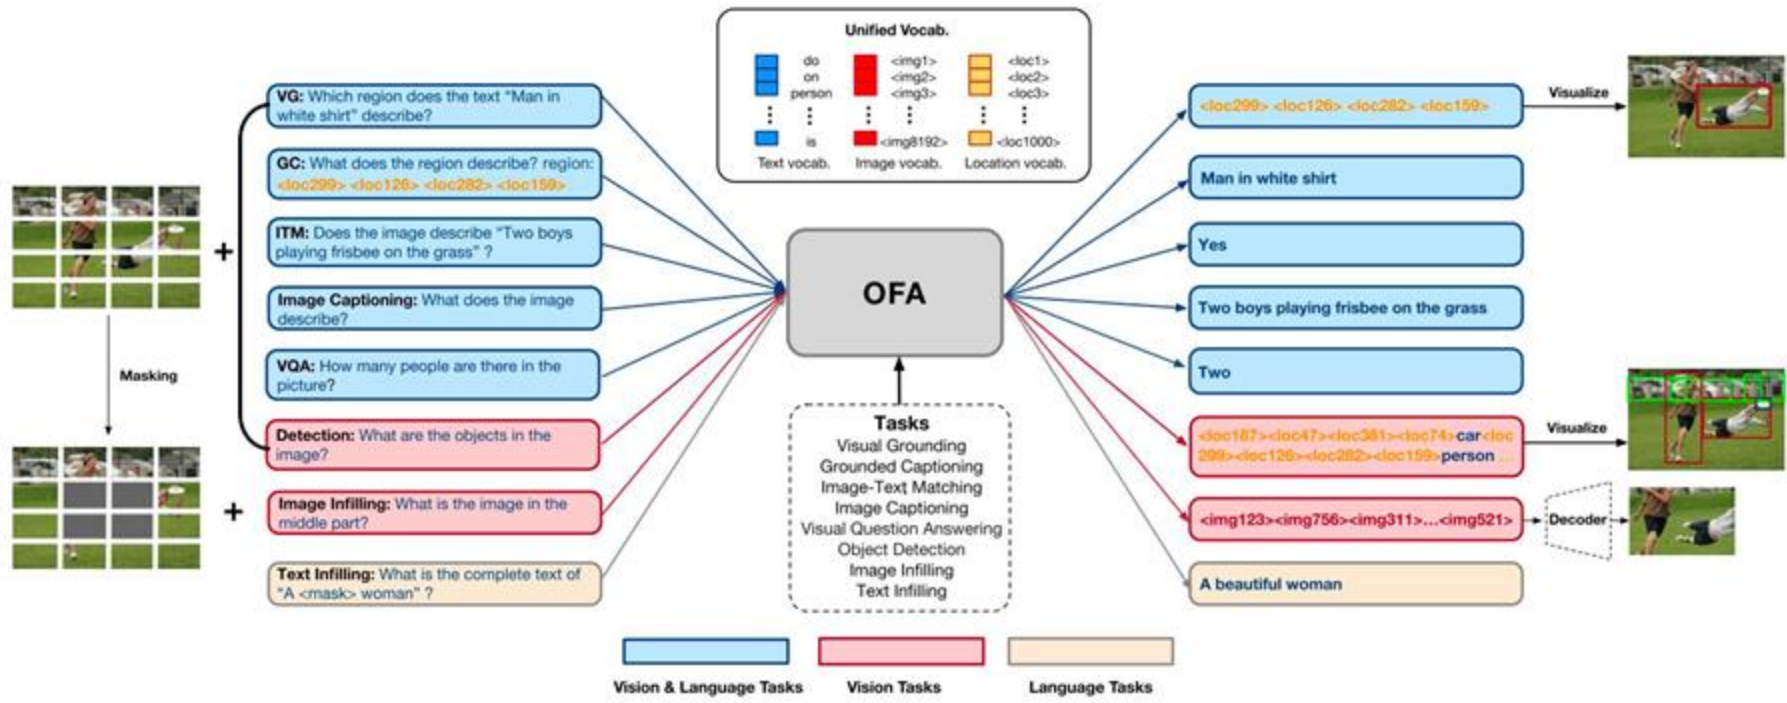 Unified Vocab.
do
on
person
is
Text vocab.
<img1>
<img2>
<img3>
<img8192>
Image vocab.
<loc1>
<loc2>
<loc3>
<loc1000>
Location vocab.
VG: Which region does the text “Man in
white shirt” describe?
GC: What does the region describe? region:
<loc299> <loc126> <loc282> <loc159>
ITM: Does the image describe “Two boys
playing frisbee on the grass” ?
Image Captioning: What does the image
describe?
VQA: How many people are there in the
picture?
Detection: What are the objects in the
image?
Image Infilling: What is the image in the
middle part?
Text Infilling: What is the complete text of
“A <mask> woman” ?
+
Masking
+
OFA
Tasks
Visual Grounding
Grounded Captioning
Image-Text Matching
Image Captioning
Visual Question Answering
Object Detection
Image Infilling
Text Infilling
<loc299> <loc126> <loc282> <loc159>
Visualize
Man in white shirt
Yes
Two boys playing frisbee on the grass
Two
<loc187><loc47><loc381><loc74>car<loc
299><loc126><loc282><loc159>person ...
Visualize
<img123><img756><img311>...<img521>
Decoder
A beautiful woman
Vision & Language Tasks
Vision Tasks
Language Tasks